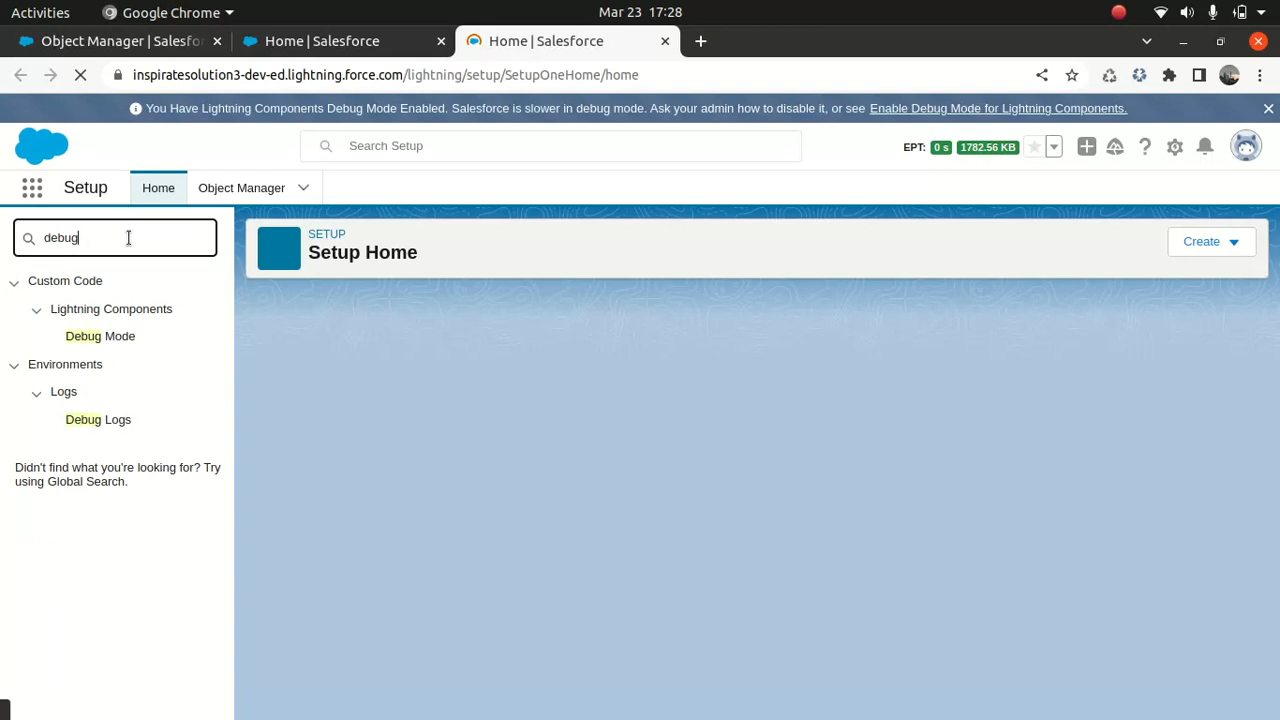 Activities
Google Chrome
Mar 23 17:28
Object Manager | Salesfo
Home | Salesforce
Home | Salesforce
inspiratesolution3-dev-ed.lightning.force.com/lightning/setup/SetupOneHome/home
You Have Lightning Components Debug Mode Enabled. Salesforce is slower in debug mode. Ask your admin how to disable it, or see Enable Debug Mode for Lightning Components.
Search Setup
EPT: 0 s 1782.56 KB
Setup
Home
Object Manager
debug
Custom Code
Lightning Components
Debug Mode
Environments
Logs
Debug Logs
Didn't find what you're looking for? Try
using Global Search.
SETUP
Setup Home
Create